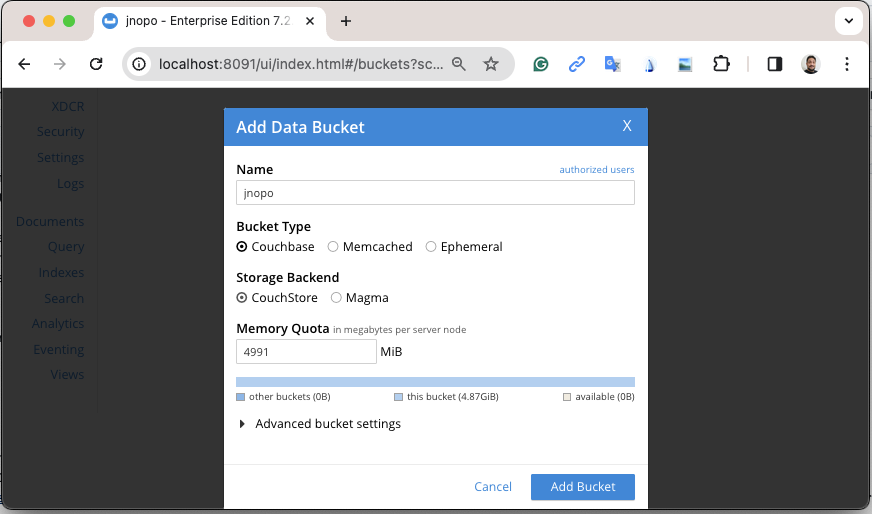 jnopo - Enterprise Edition 7.2
localhost:8091/ui/index.html#/buckets?sc...
XDCR
Security
Settings
Logs
Documents
Query
Indexes
Search
Analytics
Eventing
Views
Add Data Bucket X
Name authorized users
jnopo
Bucket Type
Couchbase Memcached Ephemeral
Storage Backend
CouchStore Magma
Memory Quota in megabytes per server node
4991 MiB
other buckets (0B) this bucket (4.87GiB) available (0B)
Advanced bucket settings
Cancel Add Bucket